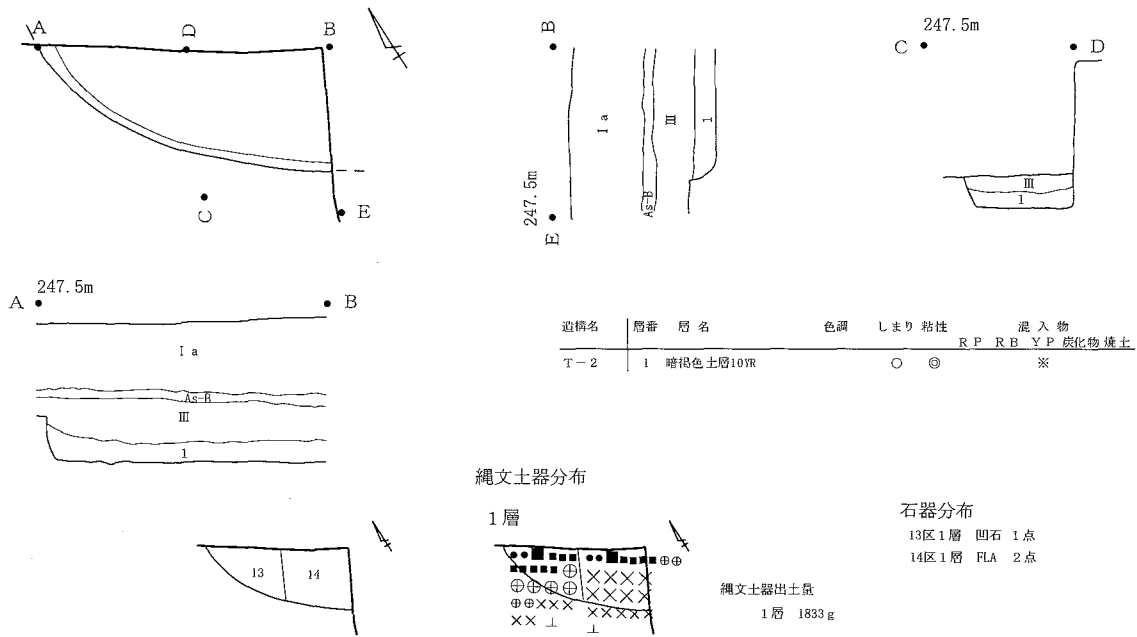 A
D
B
C
E
B
Ⅰa
As-B
Ⅲ
1
247.5m
E
247.5m
C
D
Ⅲ
1
247.5m
A
B
Ⅰa
As-B
Ⅲ
1
造構名 層番 層名 色調 しまり 粘性 混入物
RP RB YP 炭化物 焼土
T-2 1 暗褐色土層10YR ○ ◎ ※
縄文土器分布
1層
13 14
縄文土器出土量
1層 1833g
石器分布
13区1層 凹石 1点
14区1層 FLA 2点